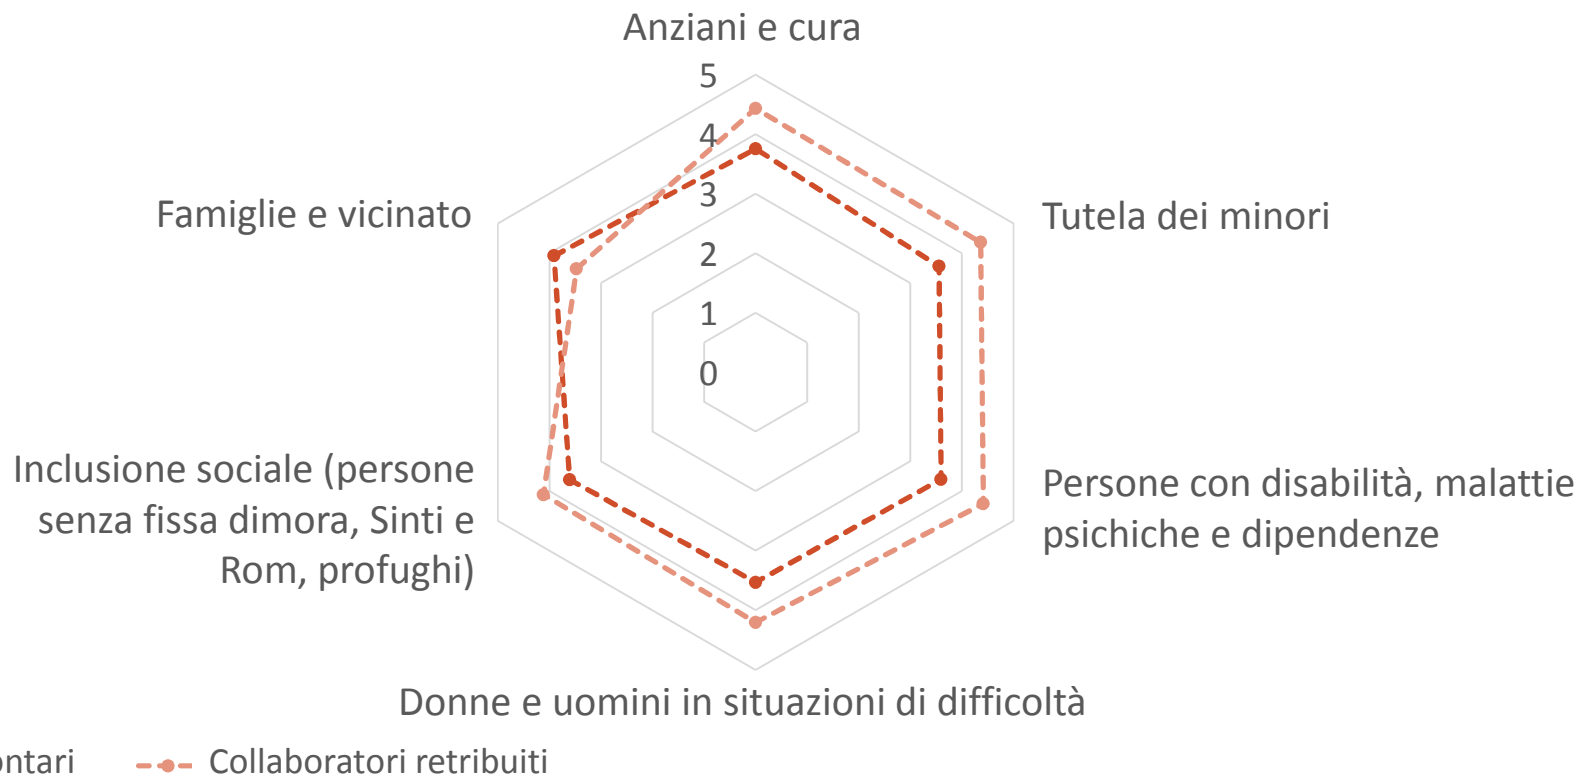 Anziani e cura
5
4
3
2
1
0
Famiglie e vicinato
Tutela dei minori
Inclusione sociale (persone
senza fissa dimora, Sinti e
Rom, profughi)
Persone con disabilità, malattie
psichiche e dipendenze
Donne e uomini in situazioni di difficoltà
Collaboratori retribuiti